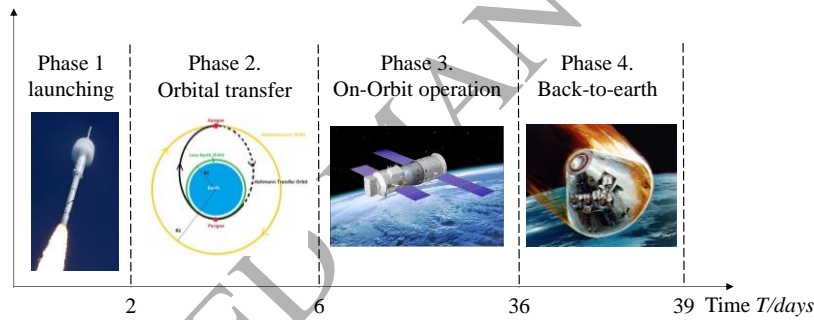 Phase 1
launching
Phase 2.
Orbital transfer
Phase 3.
On-Orbit operation
Phase 4.
Back-to-earth
Apogee
Low Earth Orbit
Earth
Hohmann Transfer Orbit
R2
Perigee
2
6
36
39
Time T/days